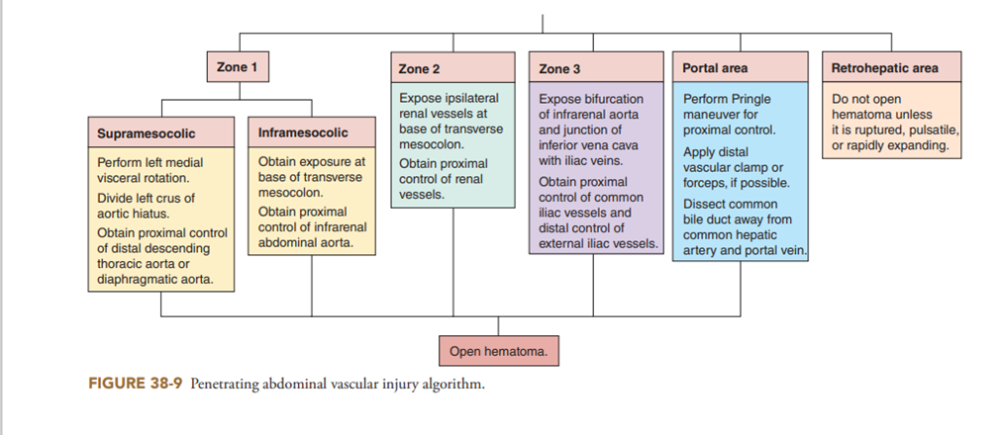 Zone 1
Zone 2
Zone 3
Portal area
Retrohepatic area
Supramesocolic
Inframesocolic
Perform left medial
visceral rotation.
Divide left crus of
aortic hiatus.
Obtain proximal control
of distal descending
thoracic aorta or
diaphragmatic aorta.
Obtain exposure at
base of transverse
mesocolon.
Obtain proximal
control of infrarenal
abdominal aorta.
Expose ipsilateral
renal vessels at
base of transverse
mesocolon.
Obtain proximal
control of renal
vessels.
Expose bifurcation
of infrarenal aorta
and junction of
inferior vena cava
with iliac veins.
Obtain proximal
control of common
iliac vessels and
distal control of
external iliac vessels.
Perform Pringle
maneuver for
proximal control.
Apply distal
vascular clamp or
forceps, if possible.
Dissect common
bile duct away from
common hepatic
artery and portal vein.
Do not open
hematoma unless
it is ruptured, pulsatile,
or rapidly expanding.
Open hematoma.
FIGURE 38-9 Penetrating abdominal vascular injury algorithm.